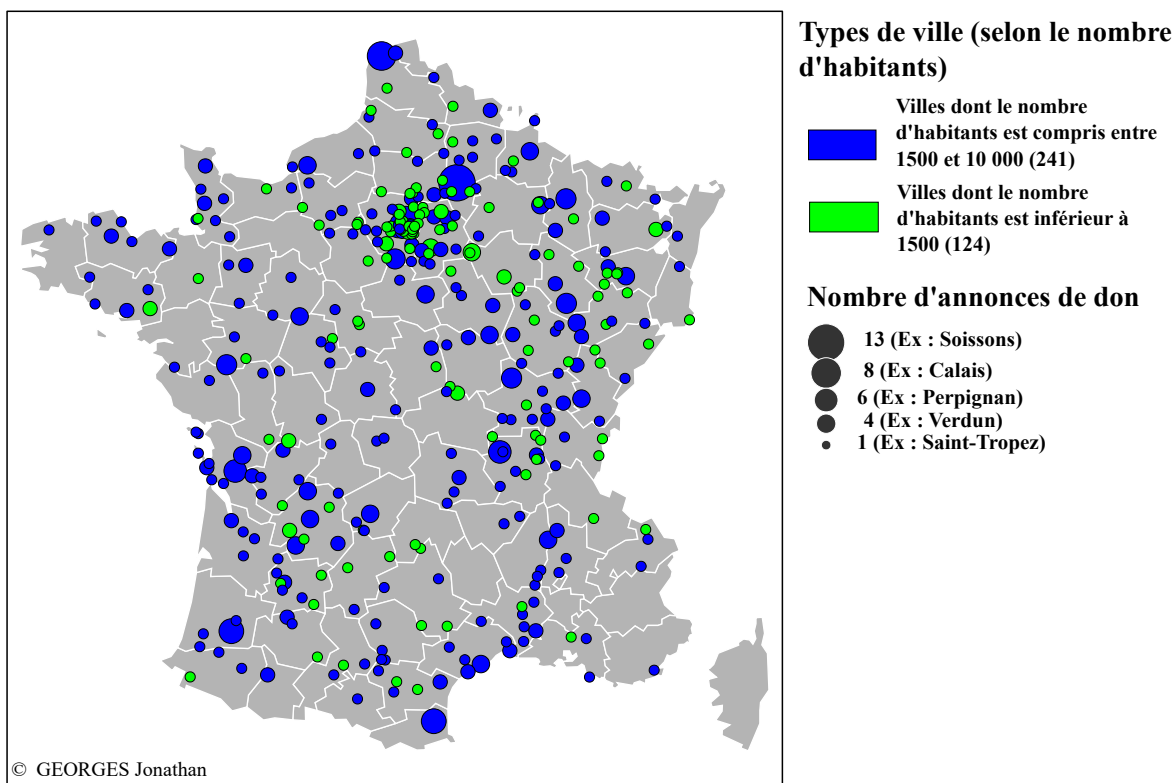 Types de ville (selon le nombre
d'habitants)
Villes dont le nombre
d'habitants est compris entre
1500 et 10 000 (241)
Villes dont le nombre
d'habitants est inférieur à
1500 (124)
Nombre d'annonces de don
13 (Ex : Soissons)
8 (Ex : Calais)
6 (Ex : Perpignan)
4 (Ex : Verdun)
1 (Ex : Saint-Tropez)
© GEORGES Jonathan